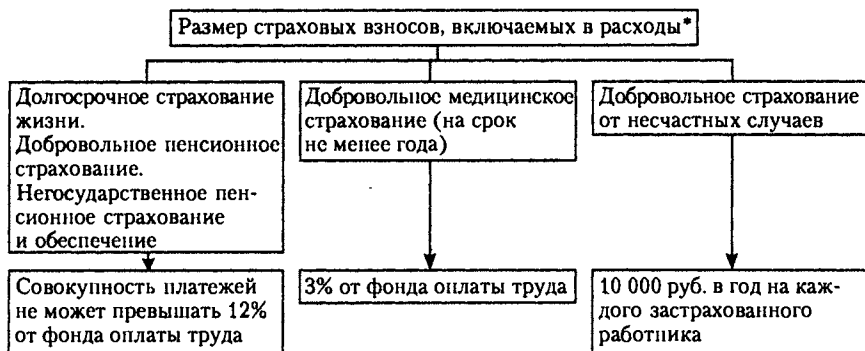 Размер страховых взносов, включаемых в расходы*
Долгосрочное страхование
жизни.
Добровольное пенсионное
страхование.
Негосударственное пен-
сионное страхование
и обеспечение
Добровольное медицинское
страхование (на срок
не менее года)
Добровольное страхование
от несчастных случаев
Совокупность платежей
не может превышать 12%
от фонда оплаты труда
3% от фонда оплаты труда
10 000 руб. в год на каж-
дого застрахованного
работника